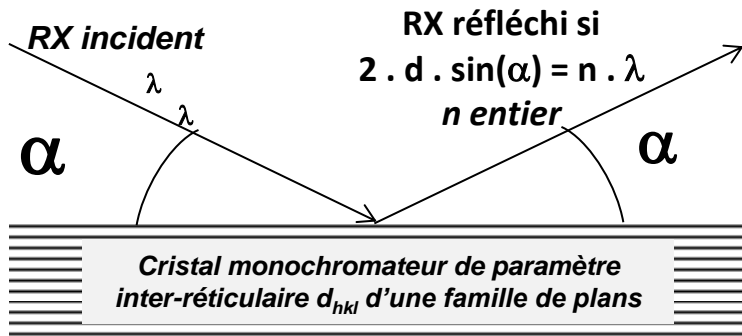 RX incident
λ
λ
α
RX réfléchi si
2 . d . sin(α) = n . λ
n entier
α
Cristal monochromateur de paramètre
inter-réticulaire dhkl d’une famille de plans